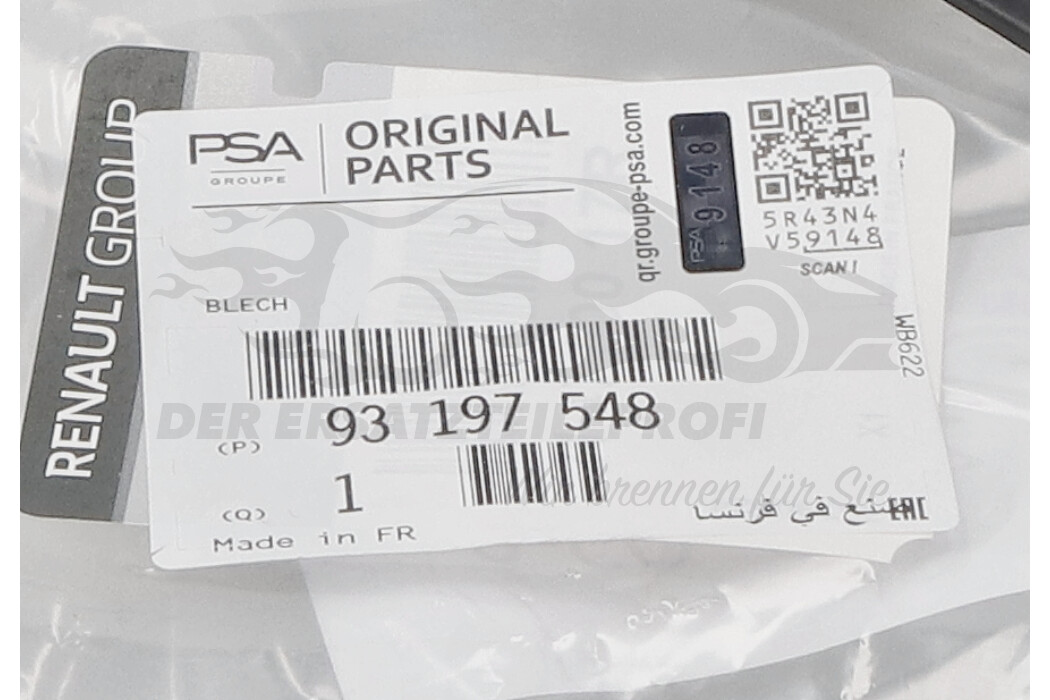 RENAULT GROUP
PSA
GROUPE
ORIGINAL
PARTS
qr.groupe-psa.com
PSA 9148
5R43N4
V59148
SCAN!
BLECH
WB622
93 197 548
DER ERSATZTEILEPROFI
(P)
Wir brennen für Sie
(Q) 1
صنع في فرنسا
EAC
Made in FR